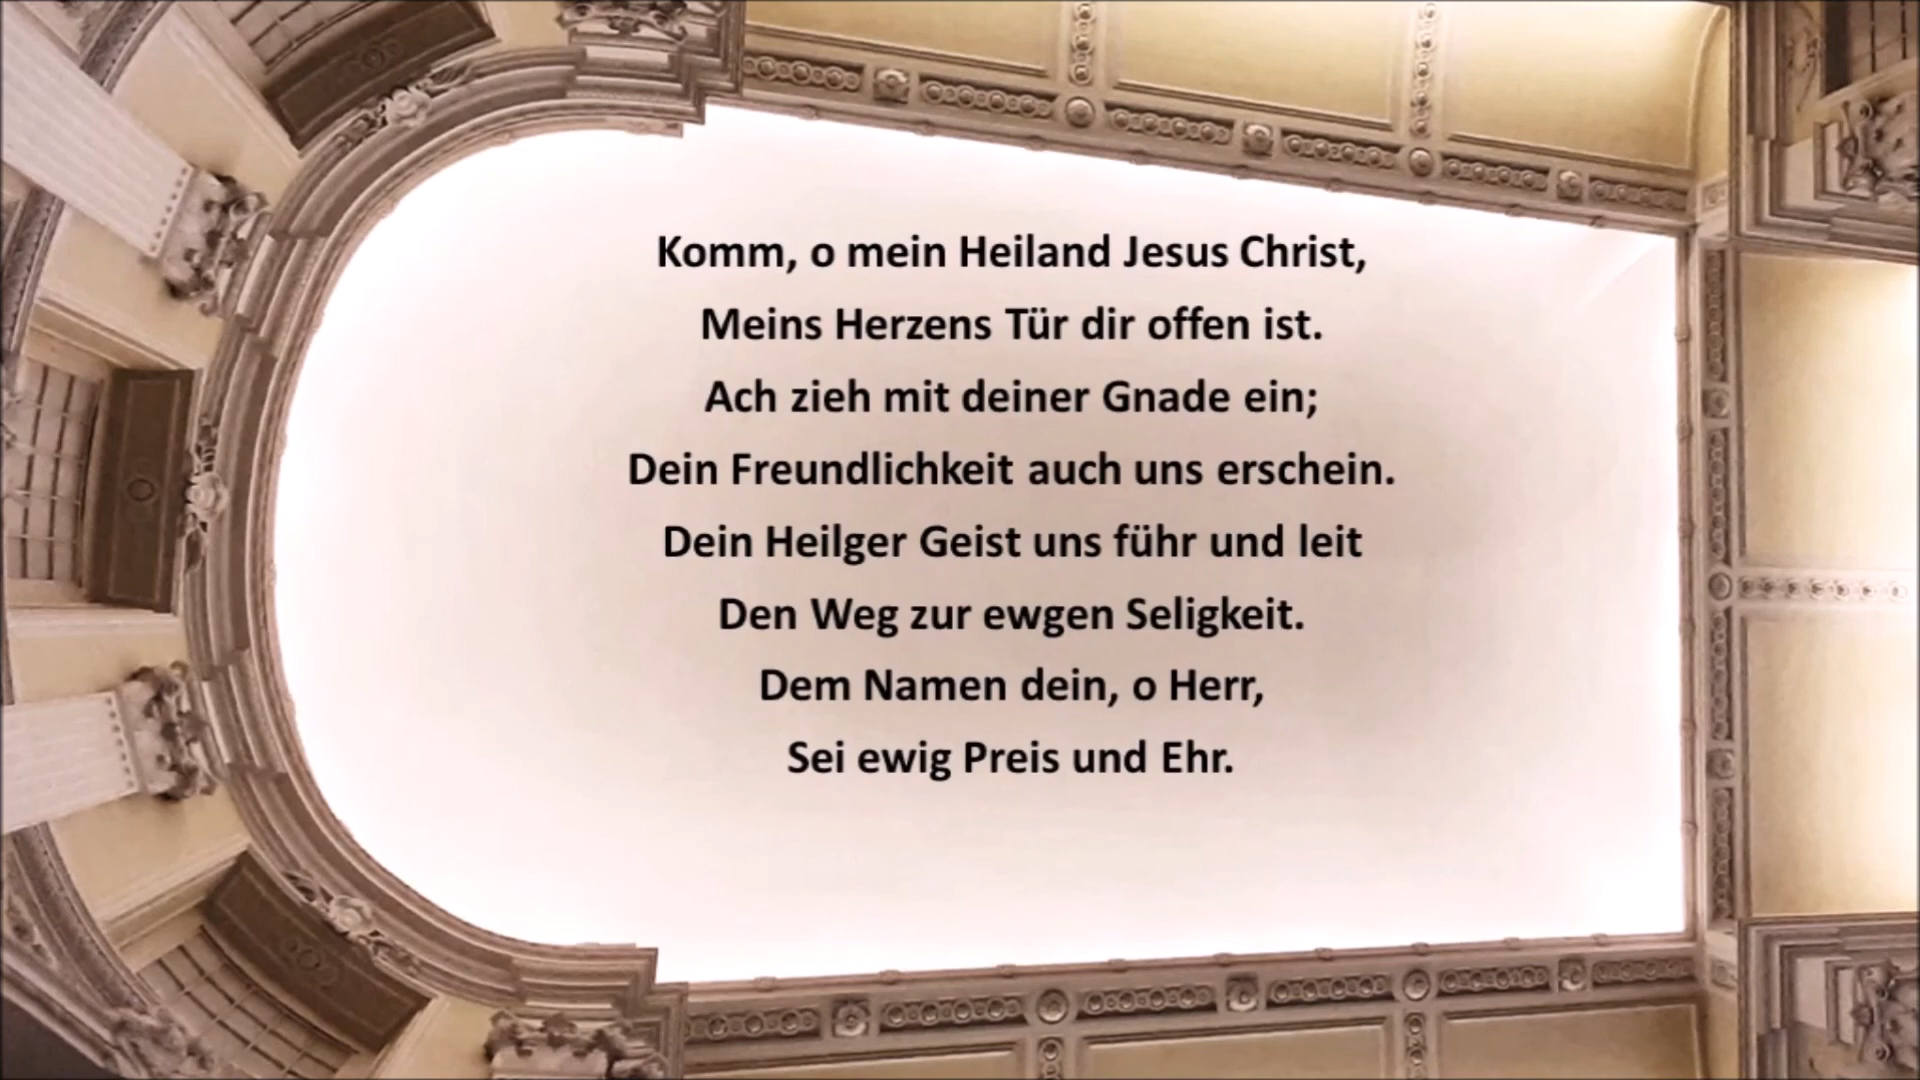 Komm, o mein Heiland Jesus Christ,
Meins Herzens Tür dir offen ist.
Ach zieh mit deiner Gnade ein;
Dein Freundlichkeit auch uns erschein.
Dein Heilger Geist uns führ und leit
Den Weg zur ewgen Seligkeit.
Dem Namen dein, o Herr,
Sei ewig Preis und Ehr.